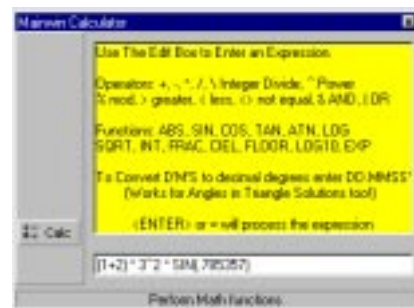 Mainwin Calculator
Use The Edit Box to Enter an Expression.
Operators: +, -, *, /, \ Integer Divide, ^ Power
% mod, > greater, < less, <> not equal, & AND, | OR
Functions: ABS, SIN, COS, TAN, ATN, LOG
SQRT, INT, FRAC, CIEL, FLOOR, LOG10, EXP
To Convert D'M'S to decimal degrees enter DD.MMSS*
(Works for Angles in Triangle Solutions too!)
<ENTER> or = will process the expression
Calc
(1+2) * 3^2 * SIN(.785357)
Perform Math functions